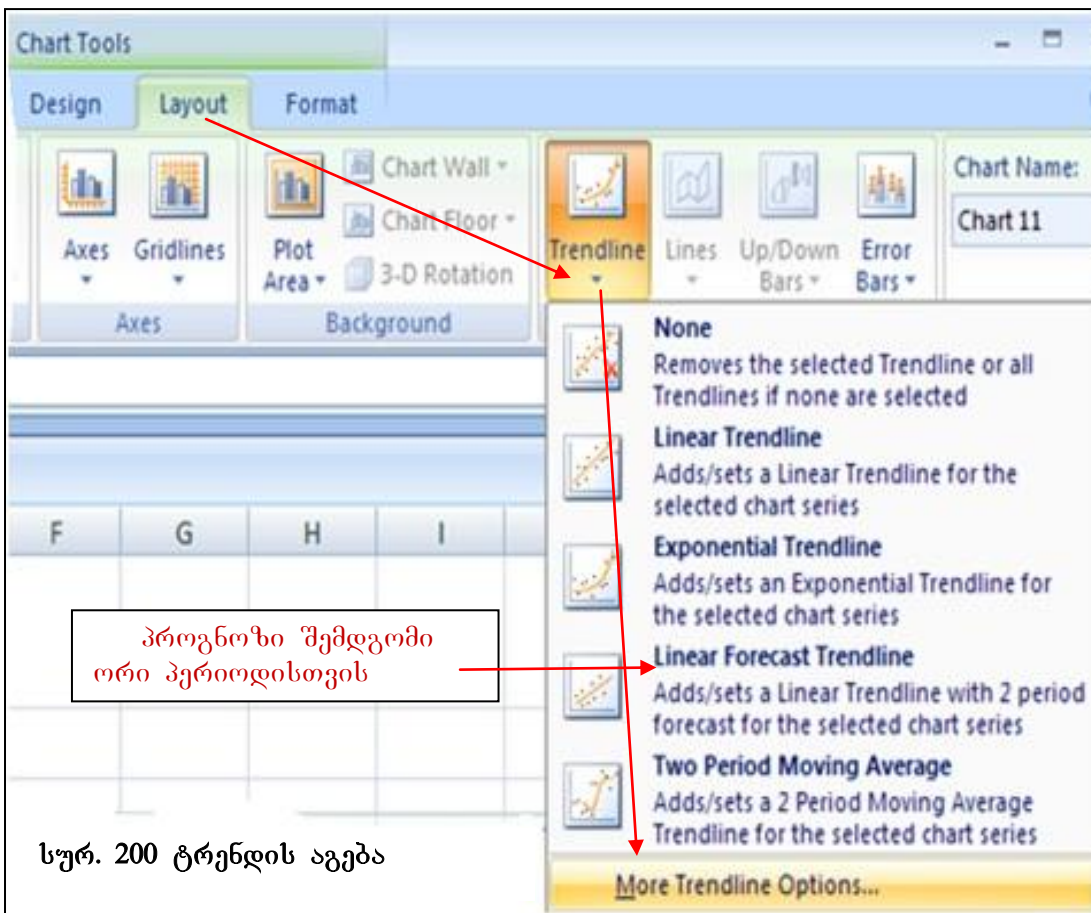 Chart Tools
Design Layout Format
Axes
Gridlines
Axes
Plot
Area
Chart Wall
Chart Floor
3-D Rotation
Background
Trendline
Lines
Up/Down
Bars
Error
Bars
Chart Name:
Chart 11
None
Removes the selected Trendline or all
Trendlines if none are selected
Linear Trendline
Adds/sets a Linear Trendline for the
selected chart series
Exponential Trendline
Adds/sets an Exponential Trendline for
the selected chart series
Linear Forecast Trendline
Adds/sets a Linear Trendline with 2 period
forecast for the selected chart series
Two Period Moving Average
Adds/sets a 2 Period Moving Average
Trendline for the selected chart series
More Trendline Options...
F G H I
პროგნოზი შემდგომი
ორი პერიოდისთვის
სურ. 200 ტრენდის აგება